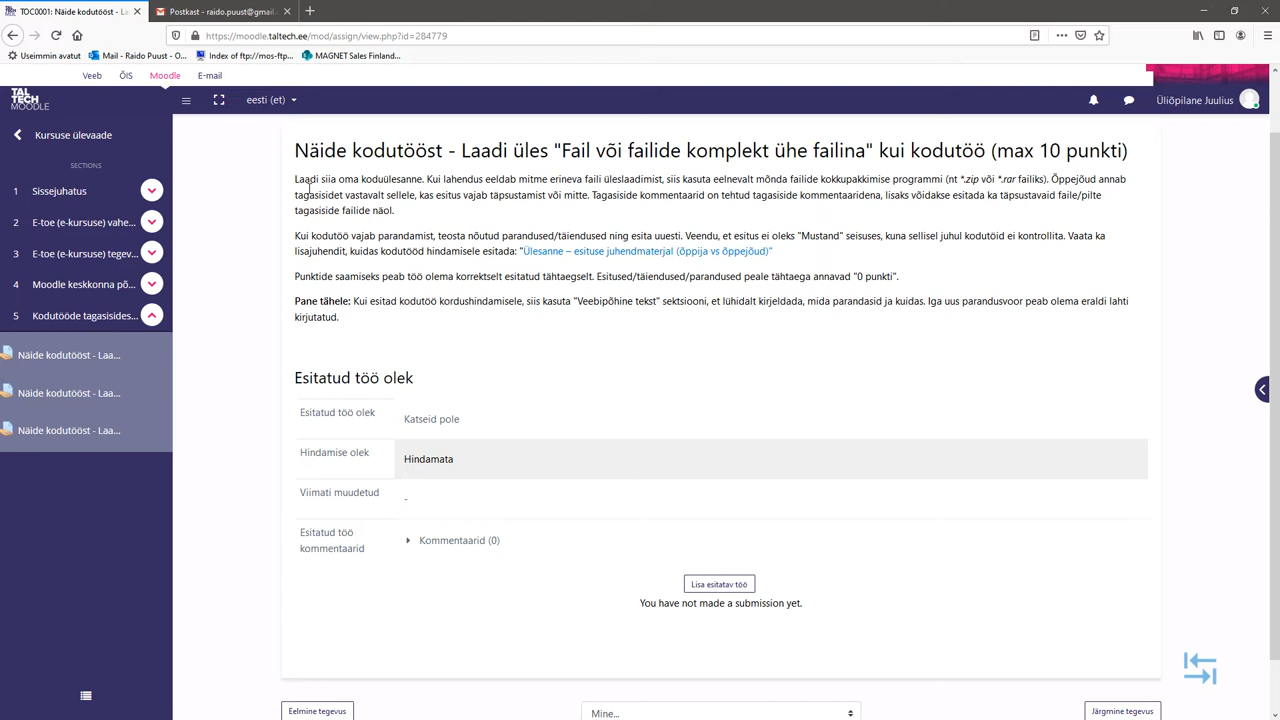 TOC0001: Näide kodutööst - La
Postkast - raido.puust@gmail.
https://moodle.taltech.ee/mod/assign/view.php?id=284779
Useimmin avatut
Mail - Raido Puust - O...
Index of ftp://mos-ftp...
MAGNET Sales Finland...
Veeb ÕIS Moodle E-mail
TAL TECH MOODLE
eesti (et)
Üliõpilane Juulius
Kursuse ülevaade
SECTIONS
1 Sissejuhatus
2 E-toe (e-kursuse) vahe...
3 E-toe (e-kursuse) tegev...
4 Moodle keskkonna põ...
5 Kodutööde tagasisides...
Näide kodutööst - Laa...
Näide kodutööst - Laa...
Näide kodutööst - Laa...
Näide kodutööst - Laadi üles "Fail või failide komplekt ühe failina" kui kodutöö (max 10 punkti)
Laadi siia oma koduülesanne. Kui lahendus eeldab mitme erineva faili üleslaadimist, siis kasuta eelnevalt mõnda failide kokkupakkimise programmi (nt *.zip või *.rar failiks). Õppejõud annab
tagasisidet vastavalt sellele, kas esitus vajab täpsustamist või mitte. Tagasiside kommentaarid on tehtud tagasiside kommentaaridena, lisaks võidakse esitada ka täpsustavaid faile/pilte
tagasiside failide näol.
Kui kodutöö vajab parandamist, teosta nõutud parandused/täiendused ning esita uuesti. Veendu, et esitus ei oleks "Mustand" seisuses, kuna sellisel juhul kodutöid ei kontrollita. Vaata ka
lisajuhendit, kuidas kodutööd hindamisele esitada: "Ülesanne – esituse juhendmaterjal (õppija vs õppejõud)"
Punktide saamiseks peab töö olema korrektselt esitatud tähtaegselt. Esitused/täiendused/parandused peale tähtaega annavad "0 punkti".
Pane tähele: Kui esitad kodutöö kordushindamisele, siis kasuta "Veebipõhine tekst" sektsiooni, et lühidalt kirjeldada, mida parandasid ja kuidas. Iga uus parandusvoor peab olema eraldi lahti
kirjutatud.
Esitatud töö olek
Esitatud töö olek Katseid pole
Hindamise olek Hindamata
Viimati muudetud -
Esitatud töö
kommentaarid
Kommentaarid (0)
Lisa esitatav töö
You have not made a submission yet.
Eelmine tegevus
Mine...
Järgmine tegevus